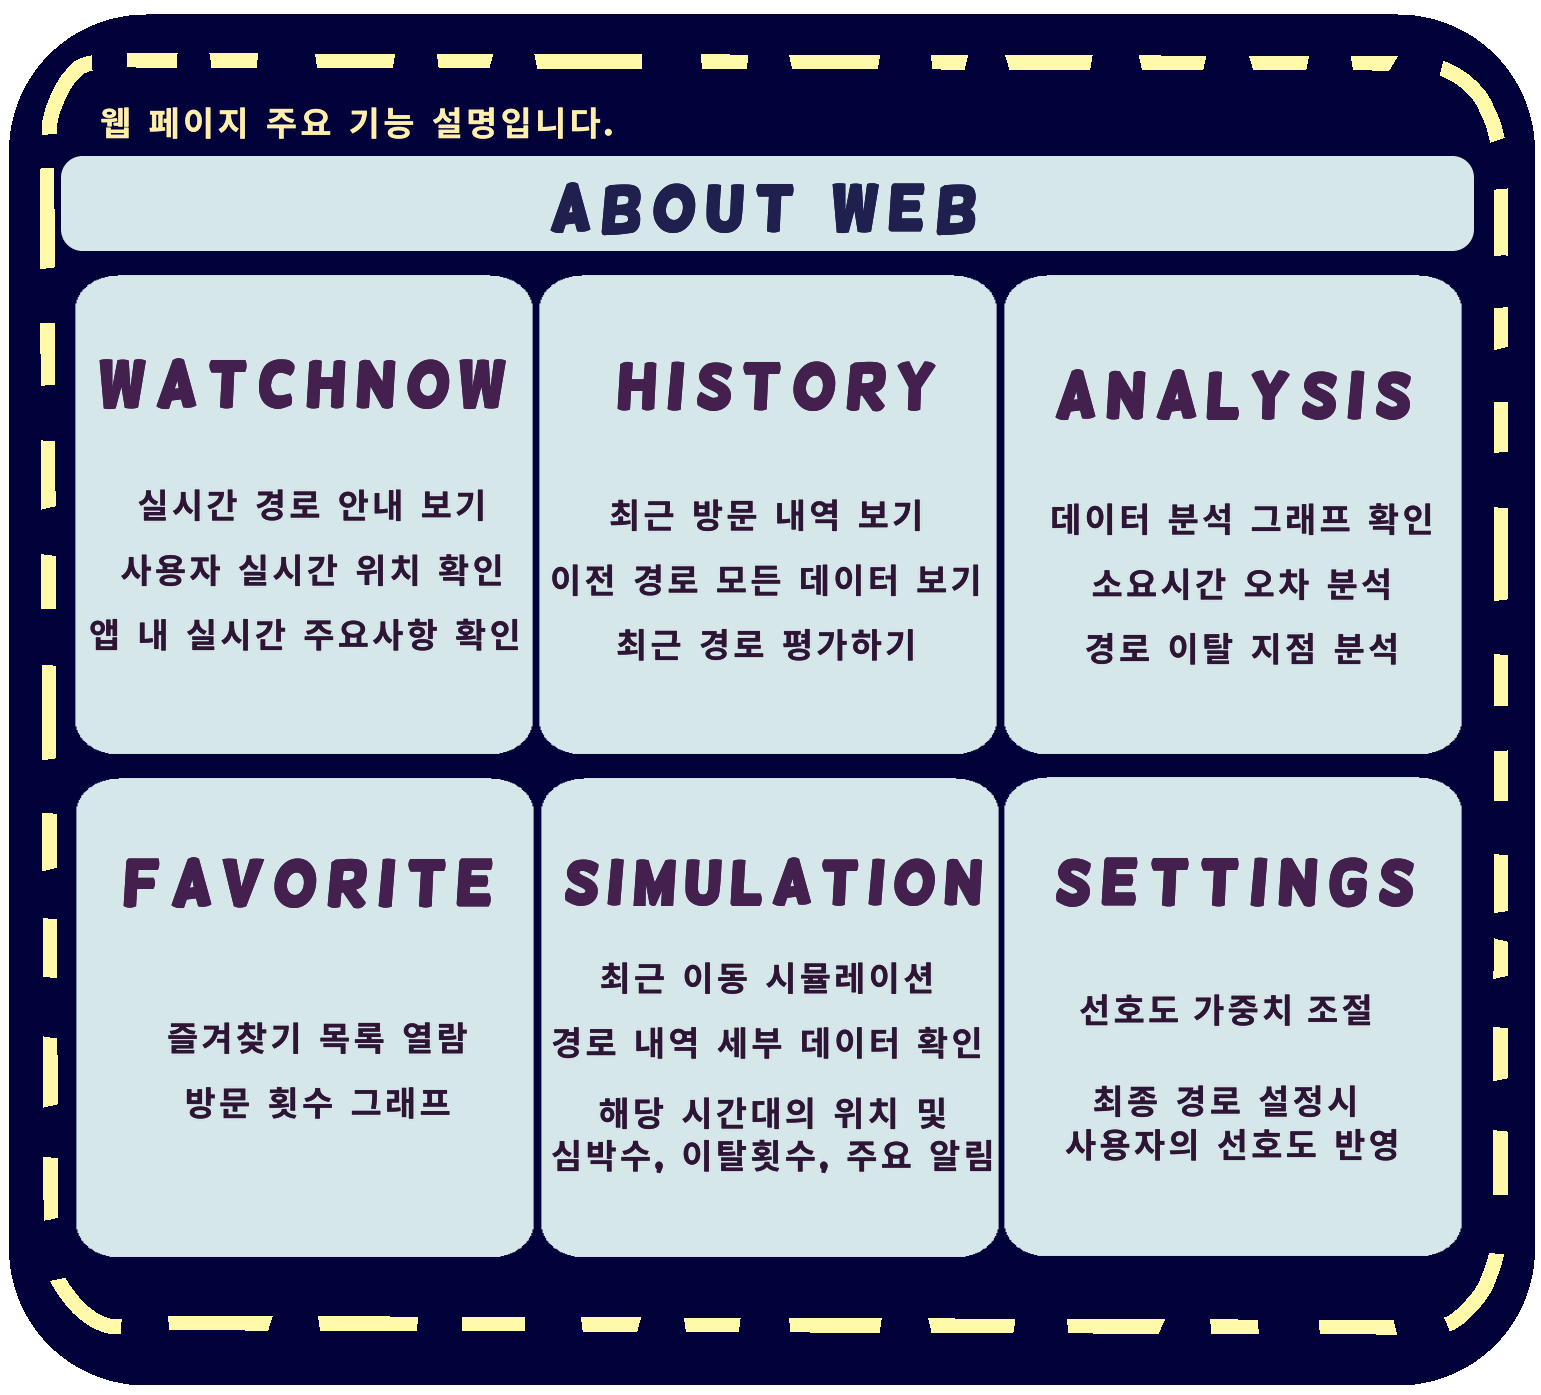 웹 페이지 주요 기능 설명입니다.
ABOUT WEB
WATCHNOW
실시간 경로 안내 보기
사용자 실시간 위치 확인
앱 내 실시간 주요사항 확인
HISTORY
최근 방문 내역 보기
이전 경로 모든 데이터 보기
최근 경로 평가하기
ANALYSIS
데이터 분석 그래프 확인
소요시간 오차 분석
경로 이탈 지점 분석
FAVORITE
즐겨찾기 목록 열람
방문 횟수 그래프
SIMULATION
최근 이동 시뮬레이션
경로 내역 세부 데이터 확인
해당 시간대의 위치 및
심박수, 이탈횟수, 주요 알림
SETTINGS
선호도 가중치 조절
최종 경로 설정시
사용자의 선호도 반영